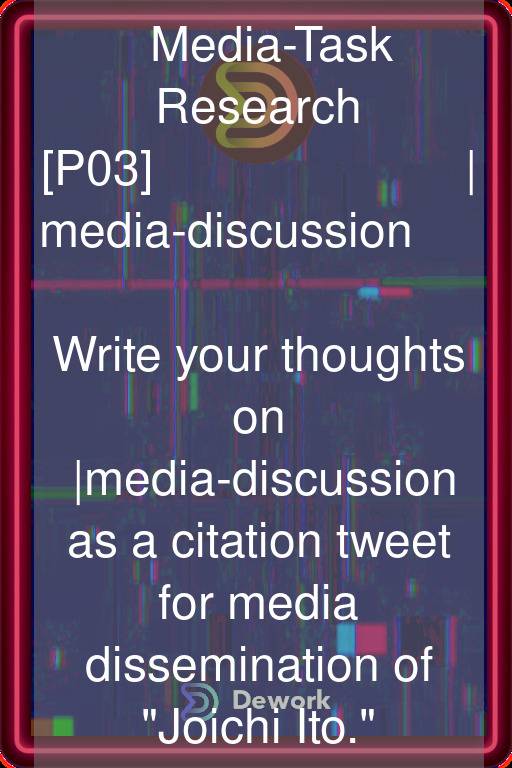 Media-Task
Research
[P03] |
media-discussion
Write your thoughts
on
|media-discussion
as a citation tweet
for media
dissemination of
Dework
"Joichi Ito."